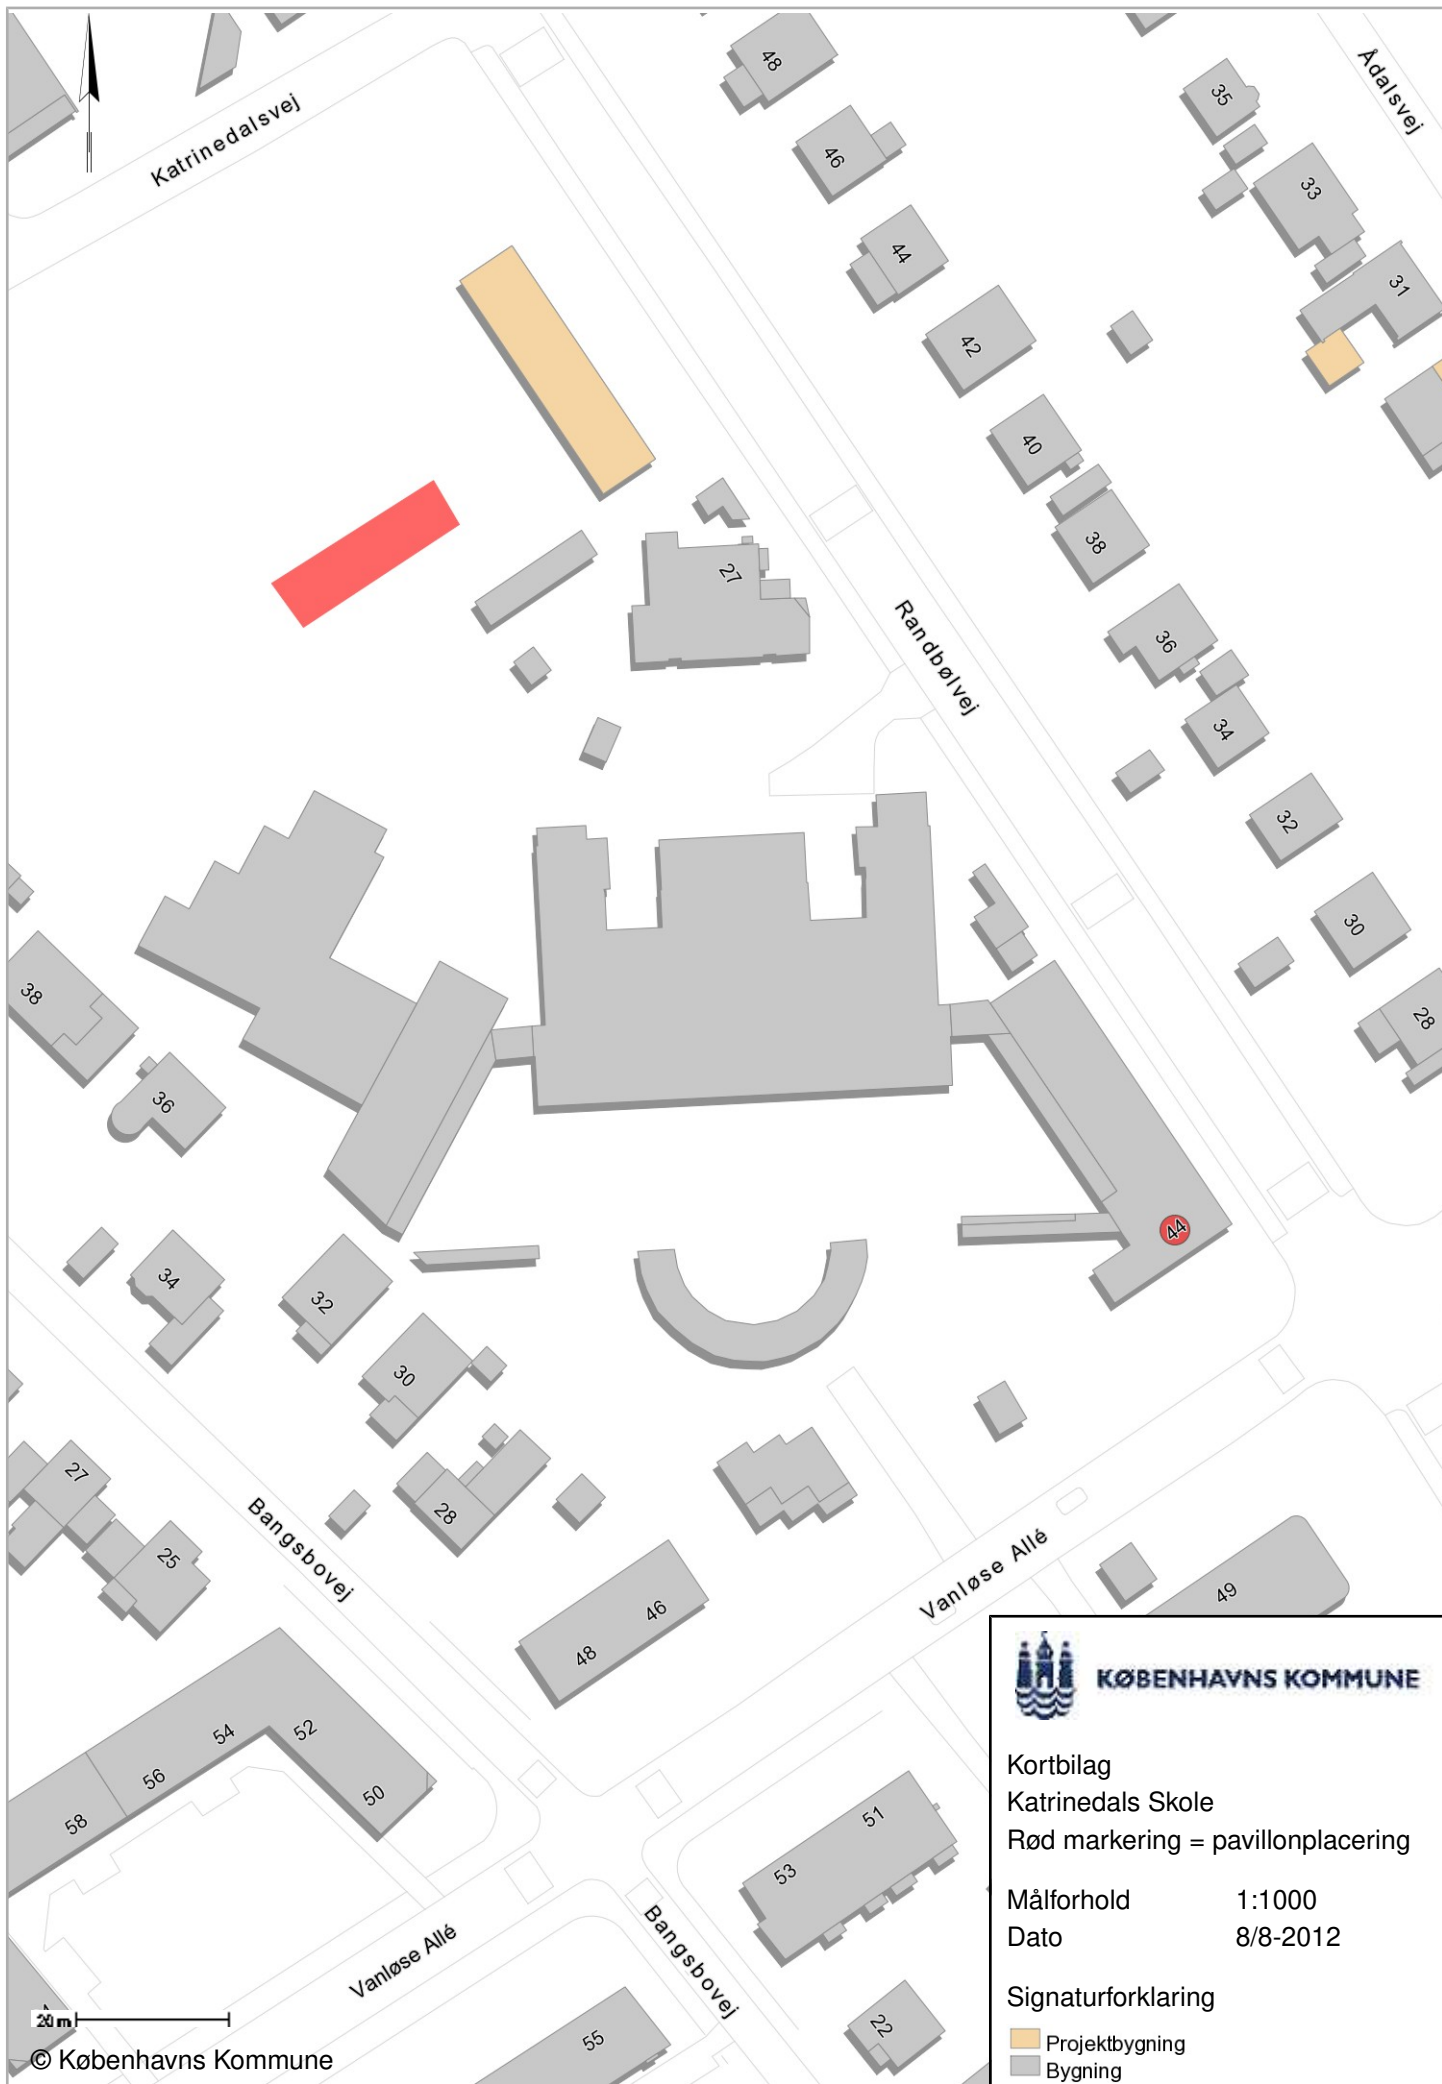 Katrinedalsvej
Ådalsvej
48
35
46
33
44
31
42
40
38
27
36
Randbølvej
34
32
30
38
28
36
44
34
32
30
27
28
25
Bangsbovej
Vanløse Allé
49
46
48
54
52
56
50
58
51
53
Vanløse Allé
Bangsbovej
55
22
20 m
© Københavns Kommune
KØBENHAVNS KOMMUNE
Kortbilag
Katrinedals Skole
Rød markering = pavillonplacering
Målforhold 1:1000
Dato 8/8-2012
Signaturforklaring
Projektbygning
Bygning